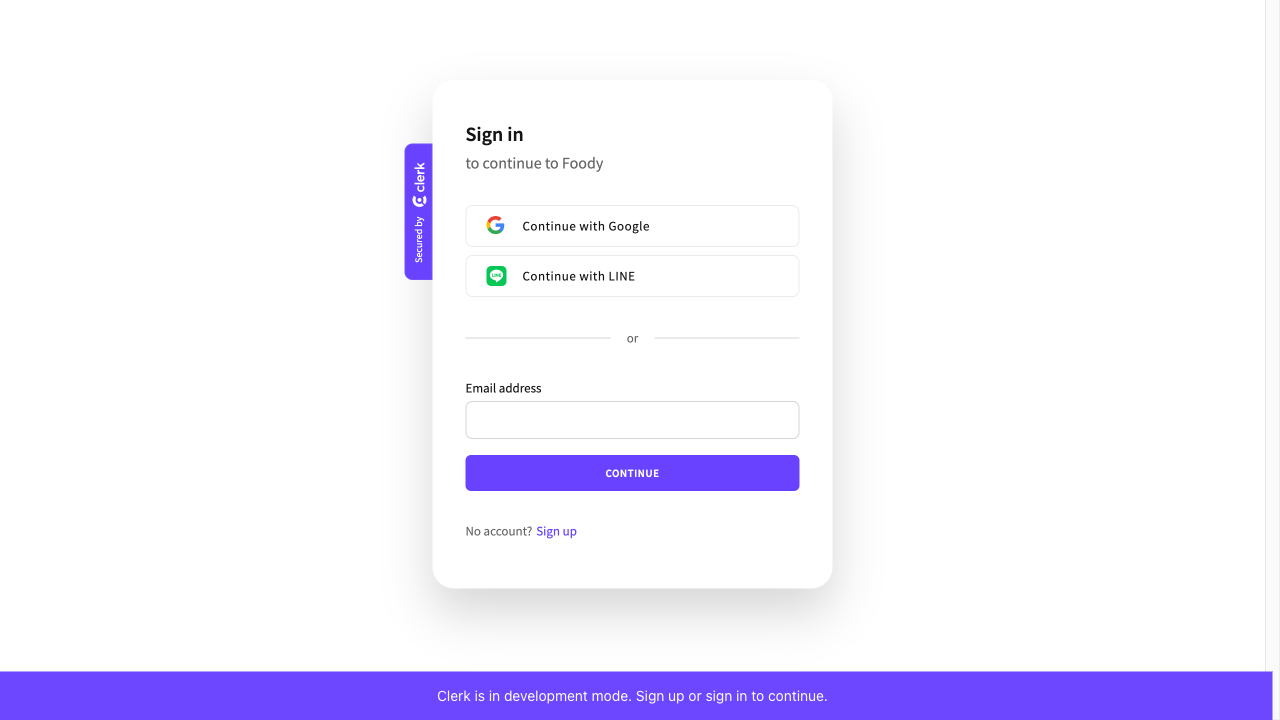 Sign in
to continue to Foody
Secured by clerk
Continue with Google
LINE
Continue with LINE
or
Email address
CONTINUE
No account? Sign up
Clerk is in development mode. Sign up or sign in to continue.